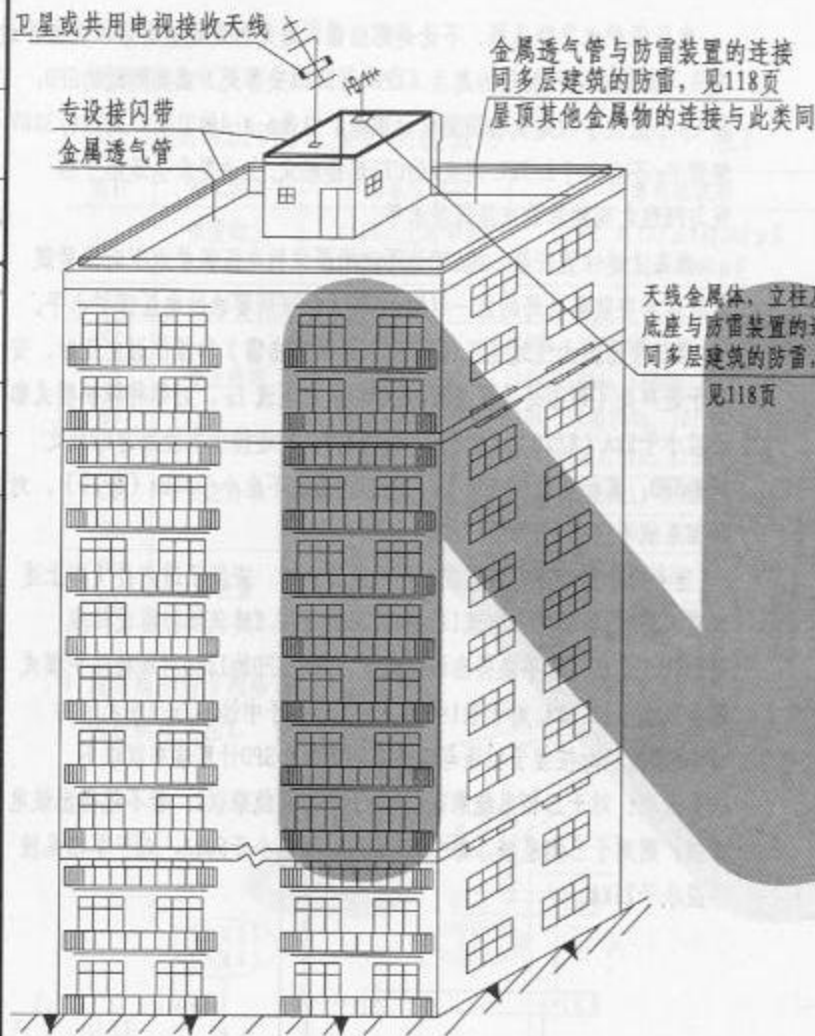 卫星或共用电视接收天线
金属透气管与防雷装置的连接
同多层建筑的防雷，见118页
屋顶其他金属物的连接与此类同
专设接闪带
金属透气管
天线金属体，立柱及
底座与防雷装置的连
同多层建筑的防雷，
见118页